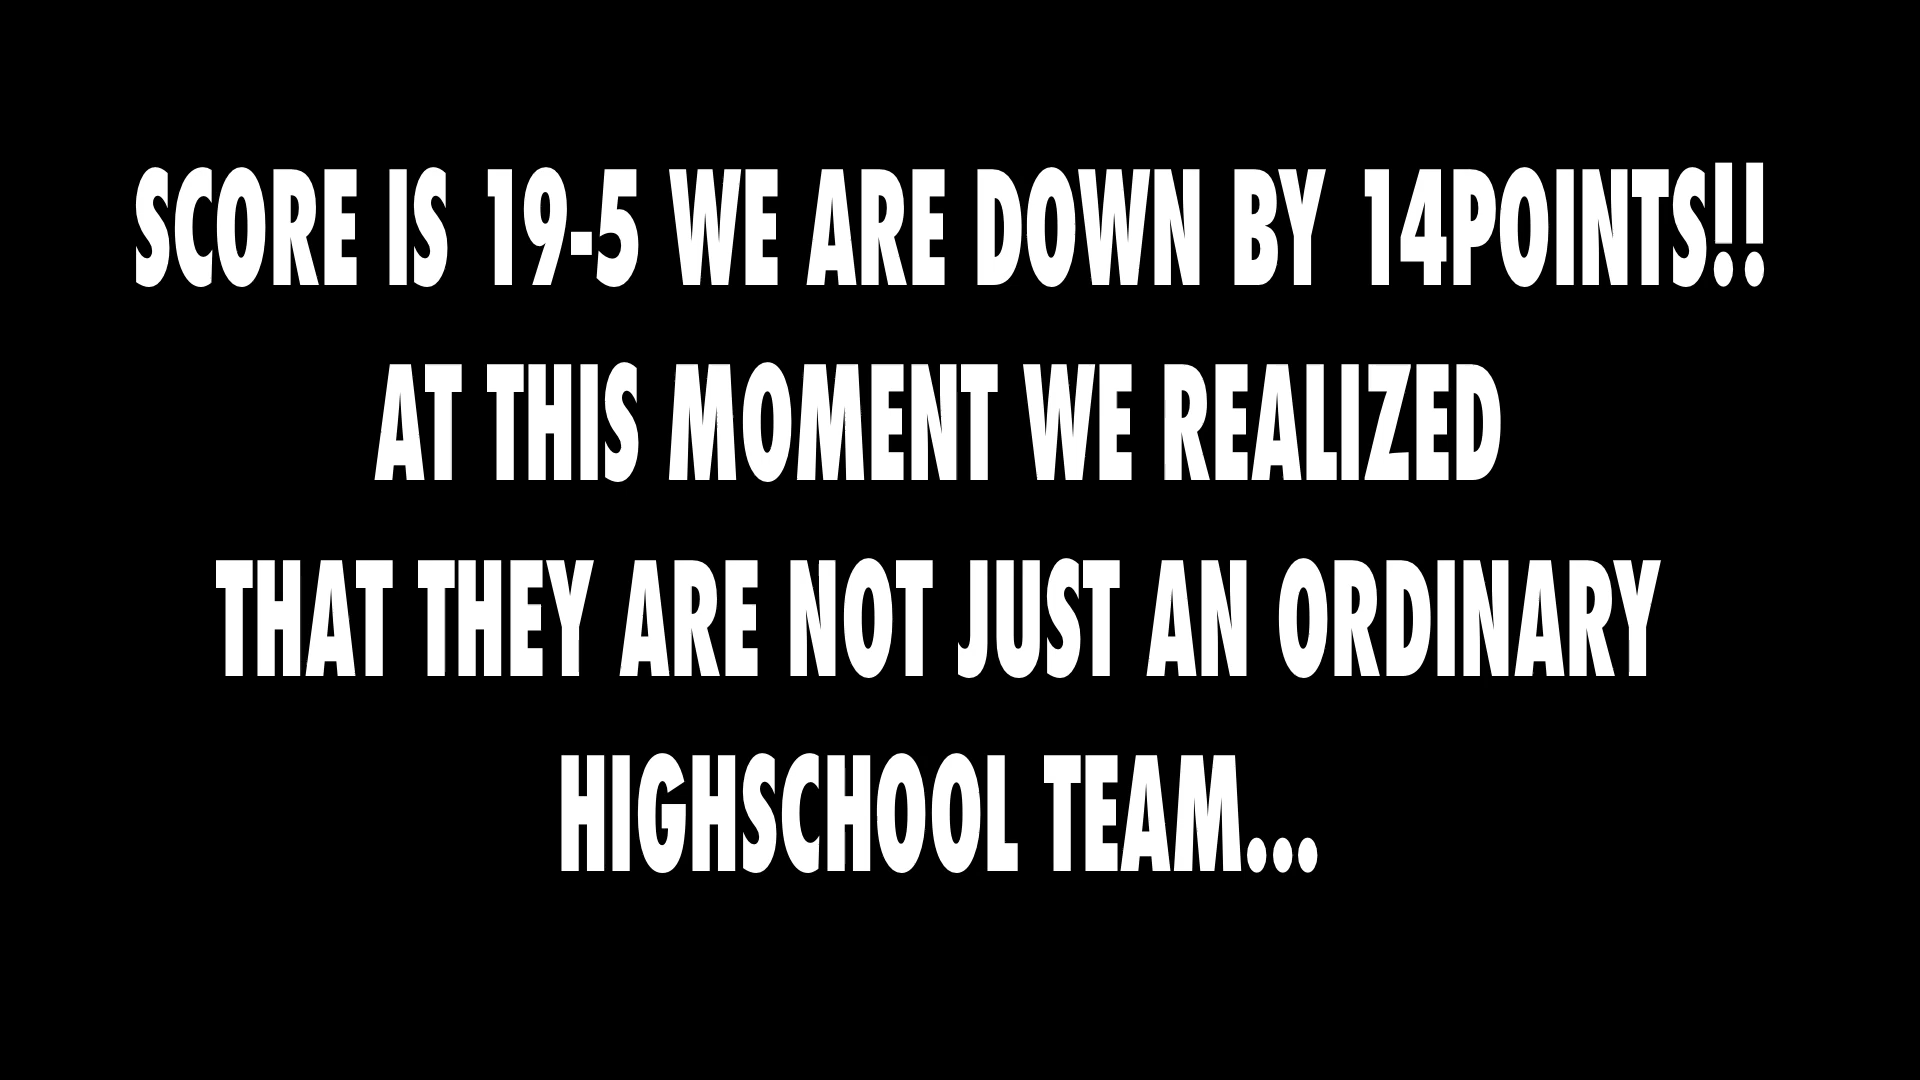 SCORE IS 19-5 WE ARE DOWN BY 14POINTS!!
AT THIS MOMENT WE REALIZED
THAT THEY ARE NOT JUST AN ORDINARY
HIGHSCHOOL TEAM...